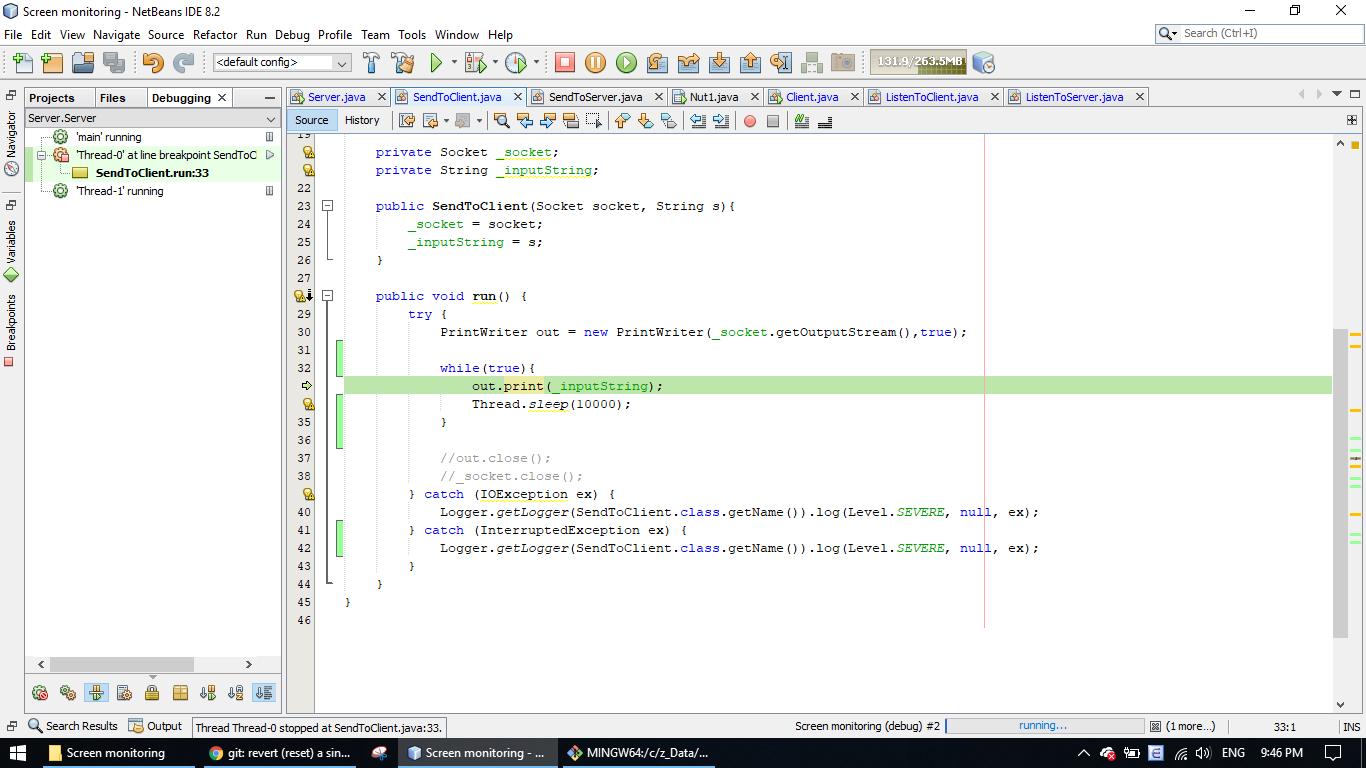 Screen monitoring - NetBeans IDE 8.2
File Edit View Navigate Source Refactor Run Debug Profile Team Tools Window Help
Search (Ctrl+I)
<default config>
131.9/263.5MB
Projects Files Debugging
Server.java SendToClient.java SendToServer.java Nut1.java Client.java ListenToClient.java ListenToServer.java
Server.Server
Source History
'main' running
'Thread-0' at line breakpoint SendToC
SendToClient.run:33
'Thread-1' running
Navigator
Variables
Breakpoints
19
private Socket _socket;
private String _inputString;
22
23 public SendToClient(Socket socket, String s){
24 _socket = socket;
25 _inputString = s;
26 }
27
public void run() {
29 try {
30 PrintWriter out = new PrintWriter(_socket.getOutputStream(),true);
31
32 while(true){
out.print(_inputString);
Thread.sleep(10000);
35 }
36
37 //out.close();
38 //_socket.close();
} catch (IOException ex) {
40 Logger.getLogger(SendToClient.class.getName()).log(Level.SEVERE, null, ex);
41 } catch (InterruptedException ex) {
42 Logger.getLogger(SendToClient.class.getName()).log(Level.SEVERE, null, ex);
43 }
44 }
45 }
46
Search Results Output Thread Thread-0 stopped at SendToClient.java:33. Screen monitoring (debug) #2 running... (1 more...) 33:1 INS
Screen monitoring git: revert (reset) a sin... Screen monitoring - ... MINGW64:/c/z_Data/... ENG 9:46 PM